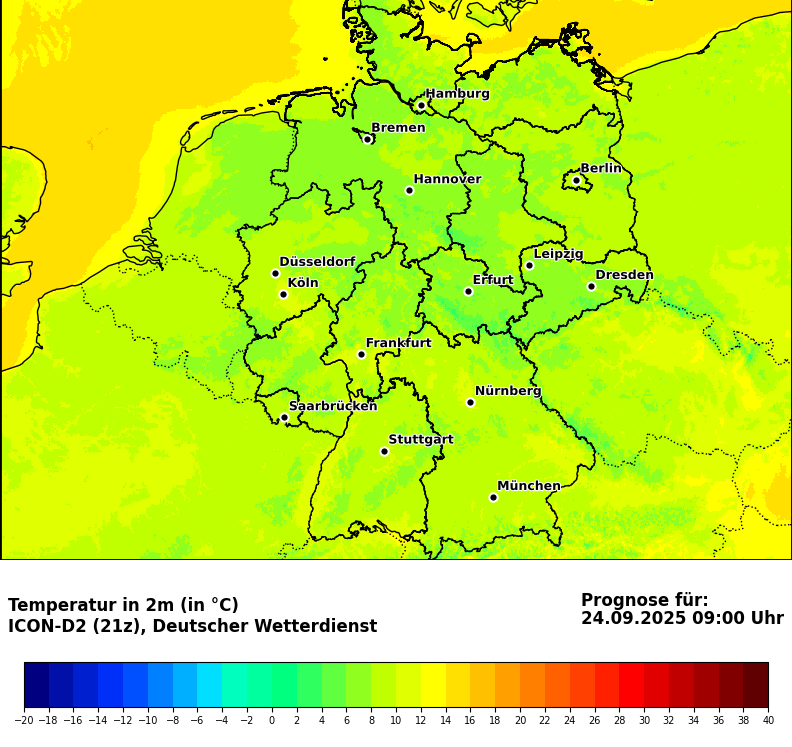 Hamburg
Bremen
Berlin
Hannover
Leipzig
Düsseldorf
Dresden
Köln
Erfurt
Frankfurt
Nürnberg
Saarbrücken
Stuttgart
München
Temperatur in 2m (in °C)
ICON-D2 (21z), Deutscher Wetterdienst
Prognose für:
24.09.2025 09:00 Uhr
−20 −18 −16 −14 −12 −10 −8 −6 −4 −2 0 2 4 6 8 10 12 14 16 18 20 22 24 26 28 30 32 34 36 38 40